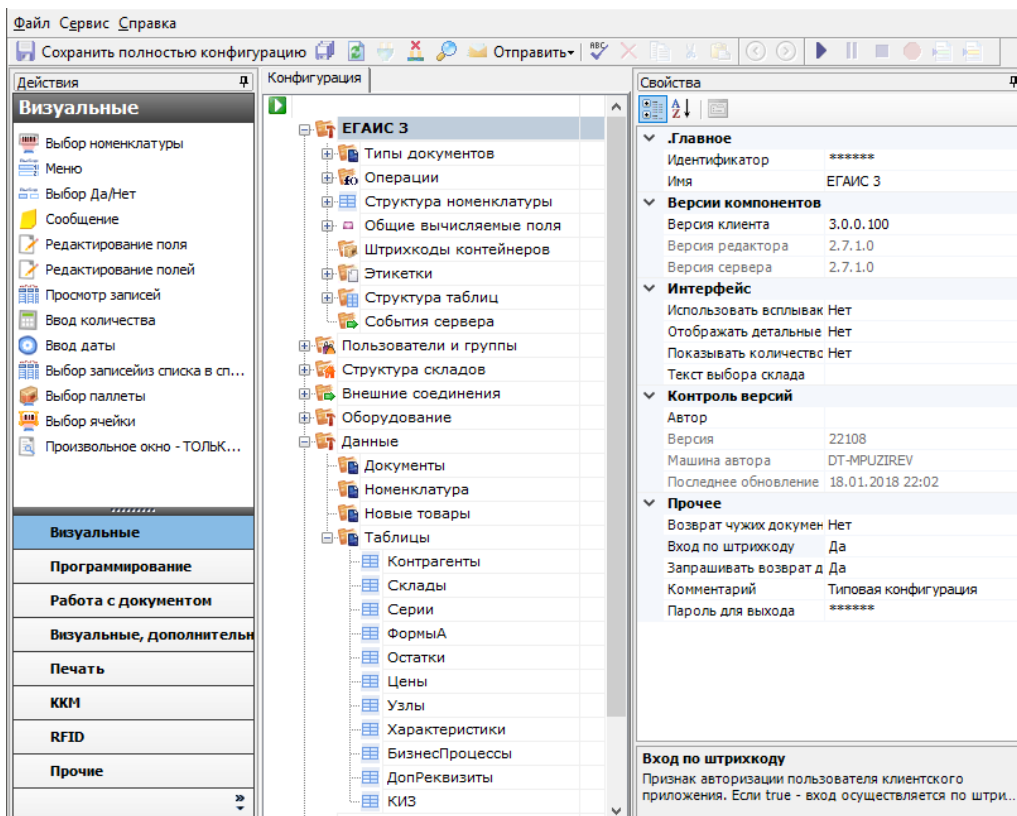 Файл Сервис Справка
Сохранить полностью конфигурацию Отправить
Действия
Визуальные
Выбор номенклатуры
Меню
Выбор Да/Нет
Сообщение
Редактирование поля
Редактирование полей
Просмотр записей
Ввод количества
Ввод даты
Выбор записейиз списка в сп...
Выбор паллеты
Выбор ячейки
Произвольное окно - ТОЛЬК...
Визуальные
Программирование
Работа с документом
Визуальные, дополнительн
Печать
ККМ
RFID
Прочие
Конфигурация
ЕГАИС 3
Типы документов
Операции
Структура номенклатуры
Общие вычисляемые поля
Штрихкоды контейнеров
Этикетки
Структура таблиц
События сервера
Пользователи и группы
Структура складов
Внешние соединения
Оборудование
Данные
Документы
Номенклатура
Новые товары
Таблицы
Контрагенты
Склады
Серии
ФормыА
Остатки
Цены
Узлы
Характеристики
БизнесПроцессы
ДопРеквизиты
КИЗ
Свойства
.Главное
Идентификатор ******
Имя ЕГАИС 3
Версии компонентов
Версия клиента 3.0.0.100
Версия редактора 2.7.1.0
Версия сервера 2.7.1.0
Интерфейс
Использовать всплывак Нет
Отображать детальные Нет
Показывать количествс Нет
Текст выбора склада
Контроль версий
Автор
Версия 22108
Машина автора DT-MPUZIREV
Последнее обновление 18.01.2018 22:02
Прочее
Возврат чужих докумен Нет
Вход по штрихкоду Да
Запрашивать возврат д Да
Комментарий Типовая конфигурация
Пароль для выхода ******
Вход по штрихкоду
Признак авторизации пользователя клиентского
приложения. Если true - вход осуществляется по штри...